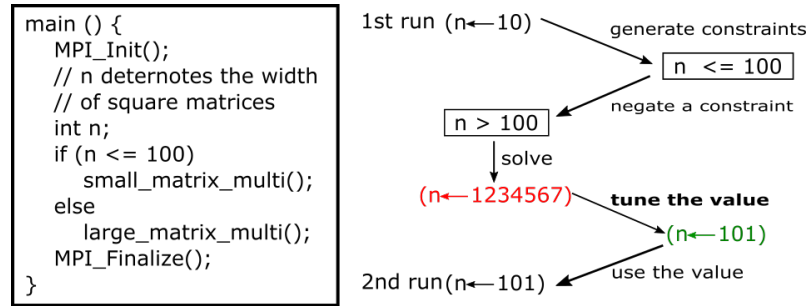 main () {
MPI_Init();
// n deternotes the width
// of square matrices
int n;
if (n <= 100)
small_matrix_multi();
else
large_matrix_multi();
MPI_Finalize();
}
1st run (n←10)
generate constraints
n <= 100
negate a constraint
n > 100
solve
(n←1234567)
tune the value
(n←101)
use the value
2nd run (n←101)